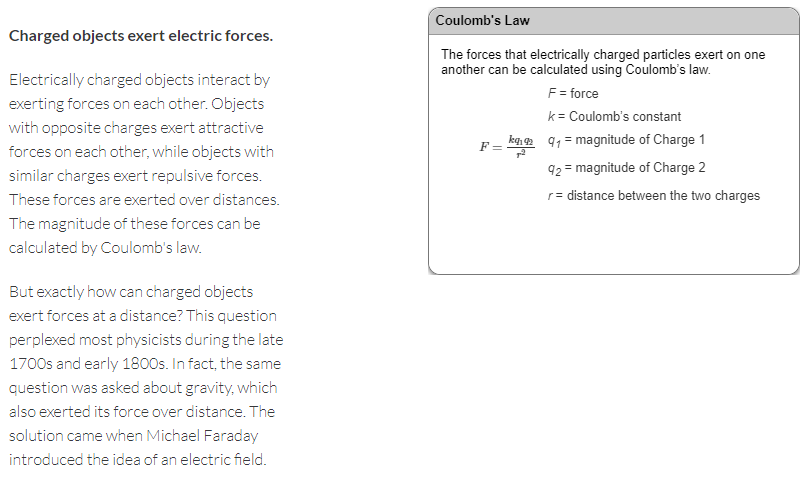 Charged objects exert electric forces.
Electrically charged objects interact by
exerting forces on each other. Objects
with opposite charges exert attractive
forces on each other, while objects with
similar charges exert repulsive forces.
These forces are exerted over distances.
The magnitude of these forces can be
calculated by Coulomb's law.
But exactly how can charged objects
exert forces at a distance? This question
perplexed most physicists during the late
1700s and early 1800s. In fact, the same
question was asked about gravity, which
also exerted its force over distance. The
solution came when Michael Faraday
introduced the idea of an electric field.
Coulomb's Law
The forces that electrically charged particles exert on one
another can be calculated using Coulomb's law.
F = force
k = Coulomb's constant
F = kq₁q₂/r²
q₁ = magnitude of Charge 1
q₂ = magnitude of Charge 2
r = distance between the two charges